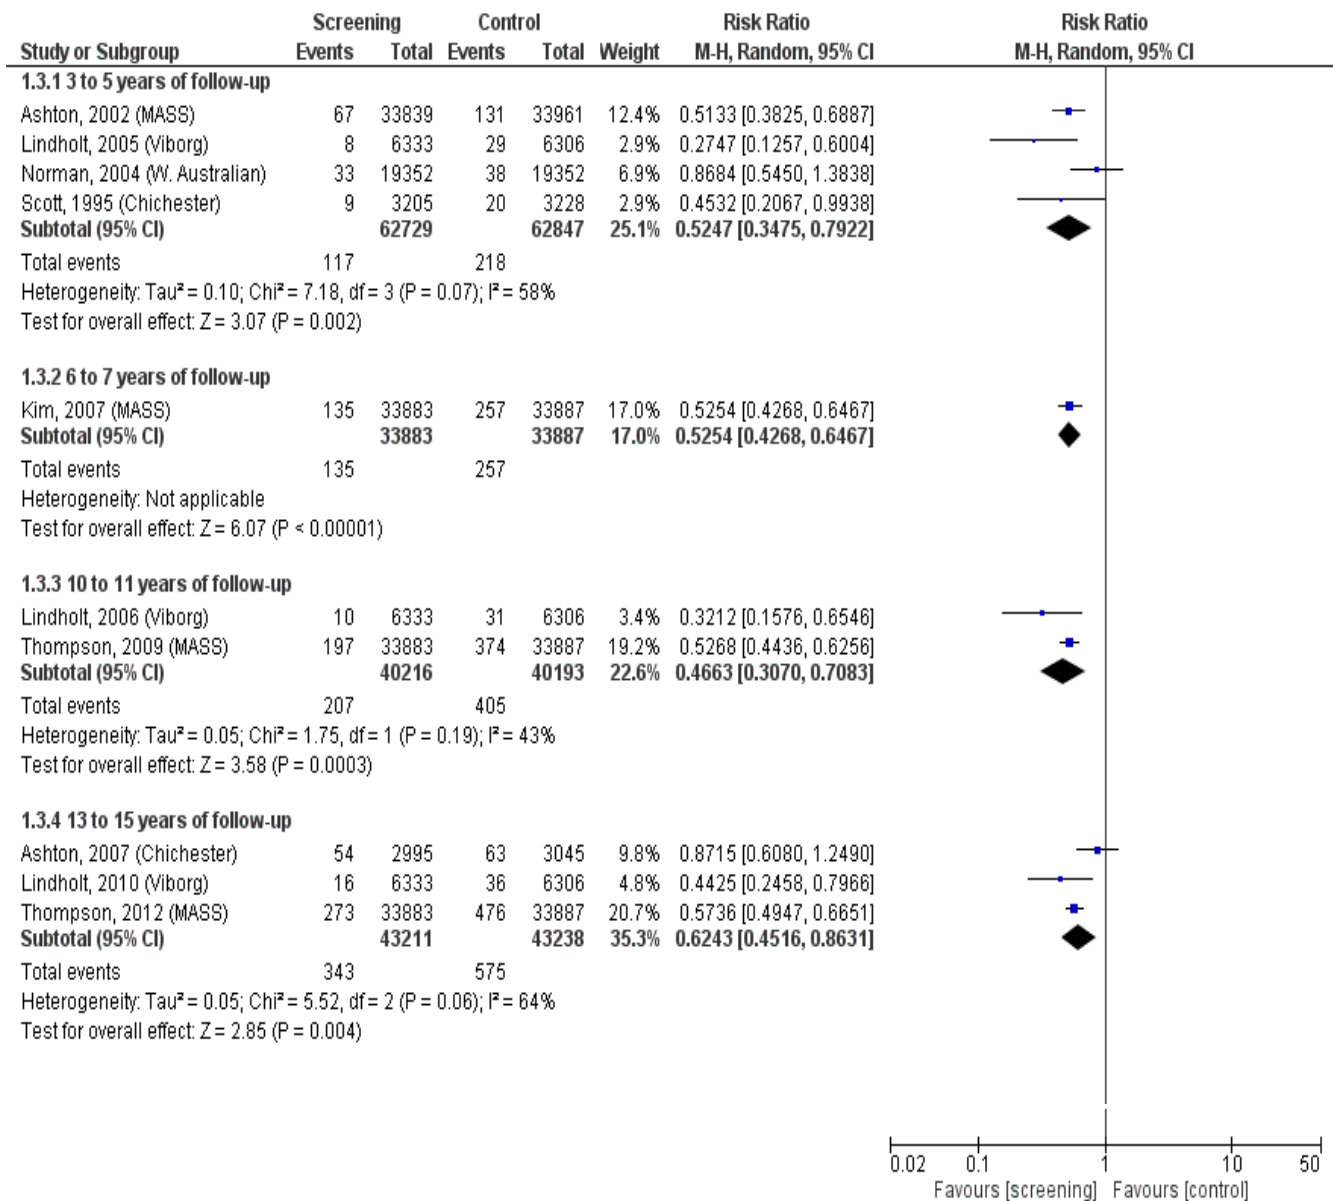 Screening Control Risk Ratio Risk Ratio
Study or Subgroup Events Total Events Total Weight M-H, Random, 95% CI M-H, Random, 95% CI
1.3.1 3 to 5 years of follow-up
Ashton, 2002 (MASS) 67 33839 131 33961 12.4% 0.5133 [0.3825, 0.6887]
Lindholt, 2005 (Viborg) 8 6333 29 6306 2.9% 0.2747 [0.1257, 0.6004]
Norman, 2004 (W. Australian) 33 19352 38 19352 6.9% 0.8684 [0.5450, 1.3838]
Scott, 1995 (Chichester) 9 3205 20 3228 2.9% 0.4532 [0.2067, 0.9938]
Subtotal (95% CI) 62729 62847 25.1% 0.5247 [0.3475, 0.7922]
Total events 117 218
Heterogeneity: Tau² = 0.10; Chi² = 7.18, df = 3 (P = 0.07); I² = 58%
Test for overall effect: Z = 3.07 (P = 0.002)
1.3.2 6 to 7 years of follow-up
Kim, 2007 (MASS) 135 33883 257 33887 17.0% 0.5254 [0.4268, 0.6467]
Subtotal (95% CI) 33883 33887 17.0% 0.5254 [0.4268, 0.6467]
Total events 135 257
Heterogeneity: Not applicable
Test for overall effect: Z = 6.07 (P < 0.00001)
1.3.3 10 to 11 years of follow-up
Lindholt, 2006 (Viborg) 10 6333 31 6306 3.4% 0.3212 [0.1576, 0.6546]
Thompson, 2009 (MASS) 197 33883 374 33887 19.2% 0.5268 [0.4436, 0.6256]
Subtotal (95% CI) 40216 40193 22.6% 0.4663 [0.3070, 0.7083]
Total events 207 405
Heterogeneity: Tau² = 0.05; Chi² = 1.75, df = 1 (P = 0.19); I² = 43%
Test for overall effect: Z = 3.58 (P = 0.0003)
1.3.4 13 to 15 years of follow-up
Ashton, 2007 (Chichester) 54 2995 63 3045 9.8% 0.8715 [0.6080, 1.2490]
Lindholt, 2010 (Viborg) 16 6333 36 6306 4.8% 0.4425 [0.2458, 0.7966]
Thompson, 2012 (MASS) 273 33883 476 33887 20.7% 0.5736 [0.4947, 0.6651]
Subtotal (95% CI) 43211 43238 35.3% 0.6243 [0.4516, 0.8631]
Total events 343 575
Heterogeneity: Tau² = 0.05; Chi² = 5.52, df = 2 (P = 0.06); I² = 64%
Test for overall effect: Z = 2.85 (P = 0.004)
0.02 0.1 1 10 50
Favours [screening] Favours [control]